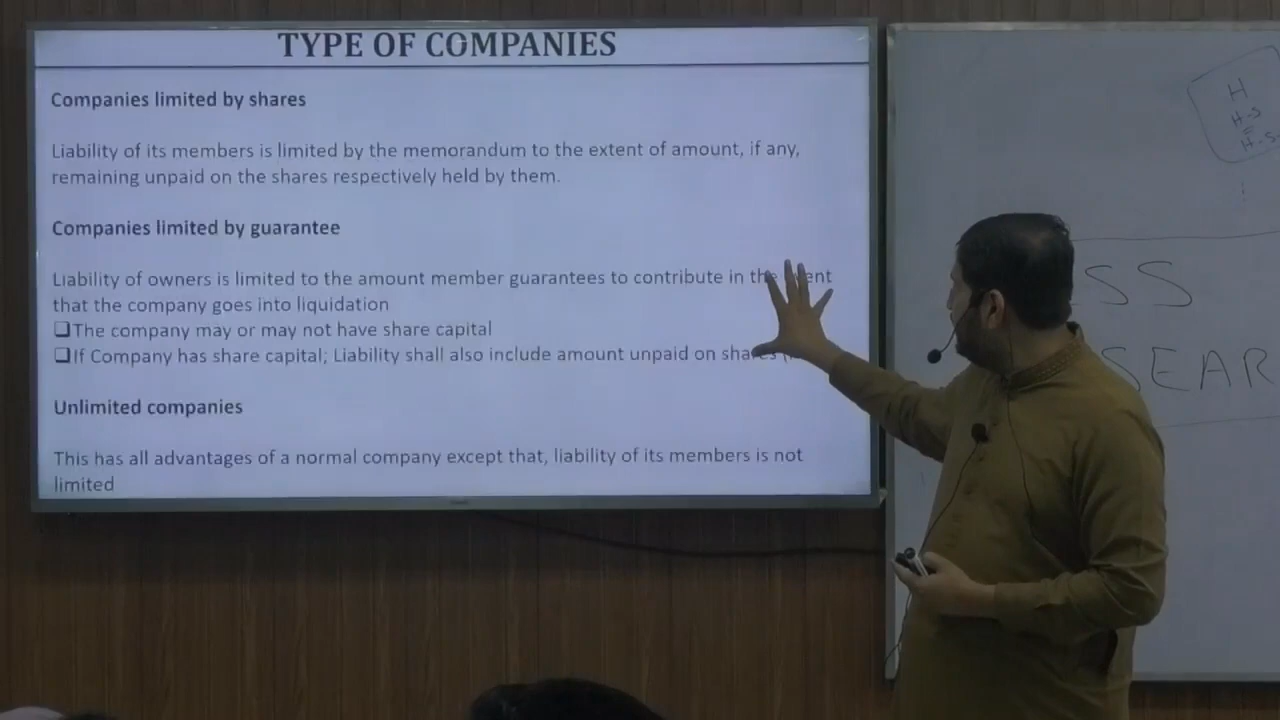 TYPE OF COMPANIES
Companies limited by shares
Liability of its members is limited by the memorandum to the extent of amount, if any,
remaining unpaid on the shares respectively held by them.
Companies limited by guarantee
Liability of owners is limited to the amount member guarantees to contribute in the event
that the company goes into liquidation
❑The company may or may not have share capital
❑If Company has share capital; Liability shall also include amount unpaid on shares
Unlimited companies
This has all advantages of a normal company except that, liability of its members is not
limited
H
H-S
=
H-S
ESS
SEAR